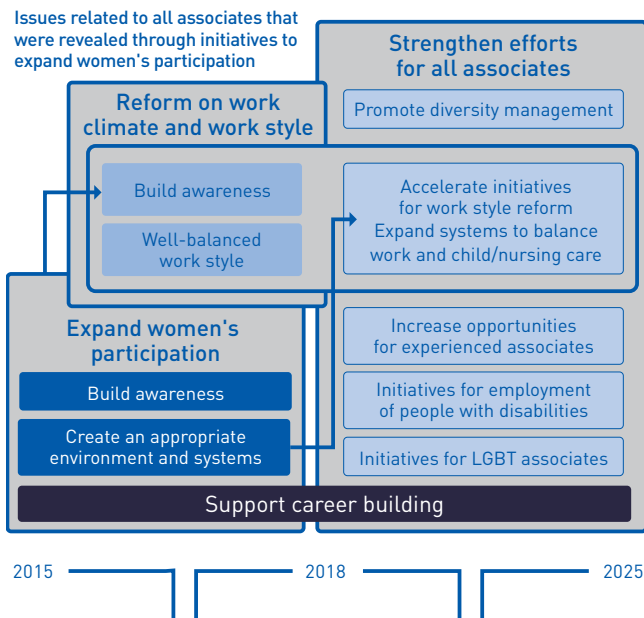 Issues related to all associates that
were revealed through initiatives to
expand women's participation
Strengthen efforts
for all associates
Promote diversity management
Reform on work
climate and work style
Build awareness
Well-balanced
work style
Accelerate initiatives
for work style reform
Expand systems to balance
work and child/nursing care
Expand women's
participation
Build awareness
Create an appropriate
environment and systems
Increase opportunities
for experienced associates
Initiatives for employment
of people with disabilities
Initiatives for LGBT associates
Support career building
2015
2018
2025